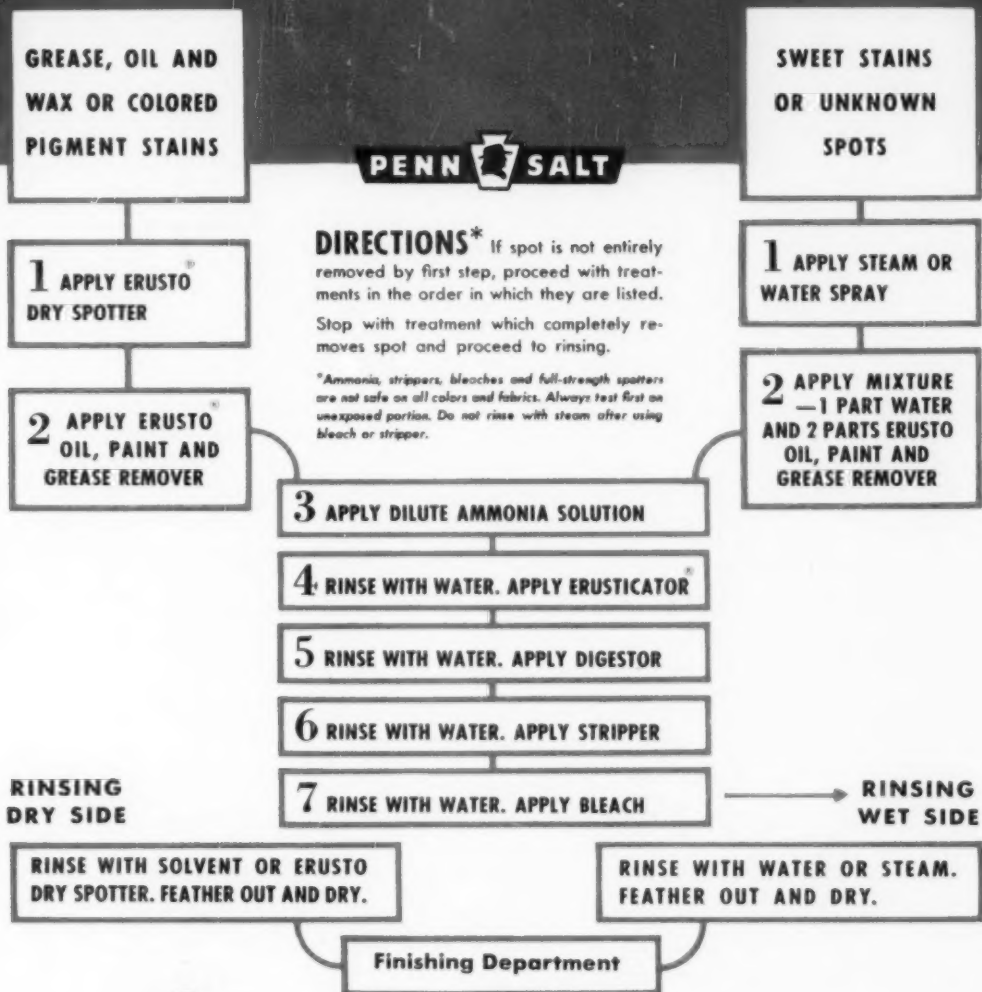 GREASE, OIL AND
WAX OR COLORED
PIGMENT STAINS
SWEET STAINS
OR UNKNOWN
SPOTS
PENN SALT
1 APPLY ERUSTO®
DRY SPOTTER
2 APPLY ERUSTO®
OIL, PAINT AND
GREASE REMOVER
DIRECTIONS* If spot is not entirely
removed by first step, proceed with treat-
ments in the order in which they are listed.
Stop with treatment which completely re-
moves spot and proceed to rinsing.
*Ammonia, strippers, bleaches and full-strength spotters
are not safe on all colors and fabrics. Always test first on
unexposed portion. Do not rinse with steam after using
bleach or stripper.
1 APPLY STEAM OR
WATER SPRAY
2 APPLY MIXTURE
—1 PART WATER
AND 2 PARTS ERUSTO
OIL, PAINT AND
GREASE REMOVER
3 APPLY DILUTE AMMONIA SOLUTION
4 RINSE WITH WATER. APPLY ERUSTICATOR®
5 RINSE WITH WATER. APPLY DIGESTOR
6 RINSE WITH WATER. APPLY STRIPPER
7 RINSE WITH WATER. APPLY BLEACH
RINSING
DRY SIDE
RINSING
WET SIDE
RINSE WITH SOLVENT OR ERUSTO
DRY SPOTTER. FEATHER OUT AND DRY.
RINSE WITH WATER OR STEAM.
FEATHER OUT AND DRY.
Finishing Department